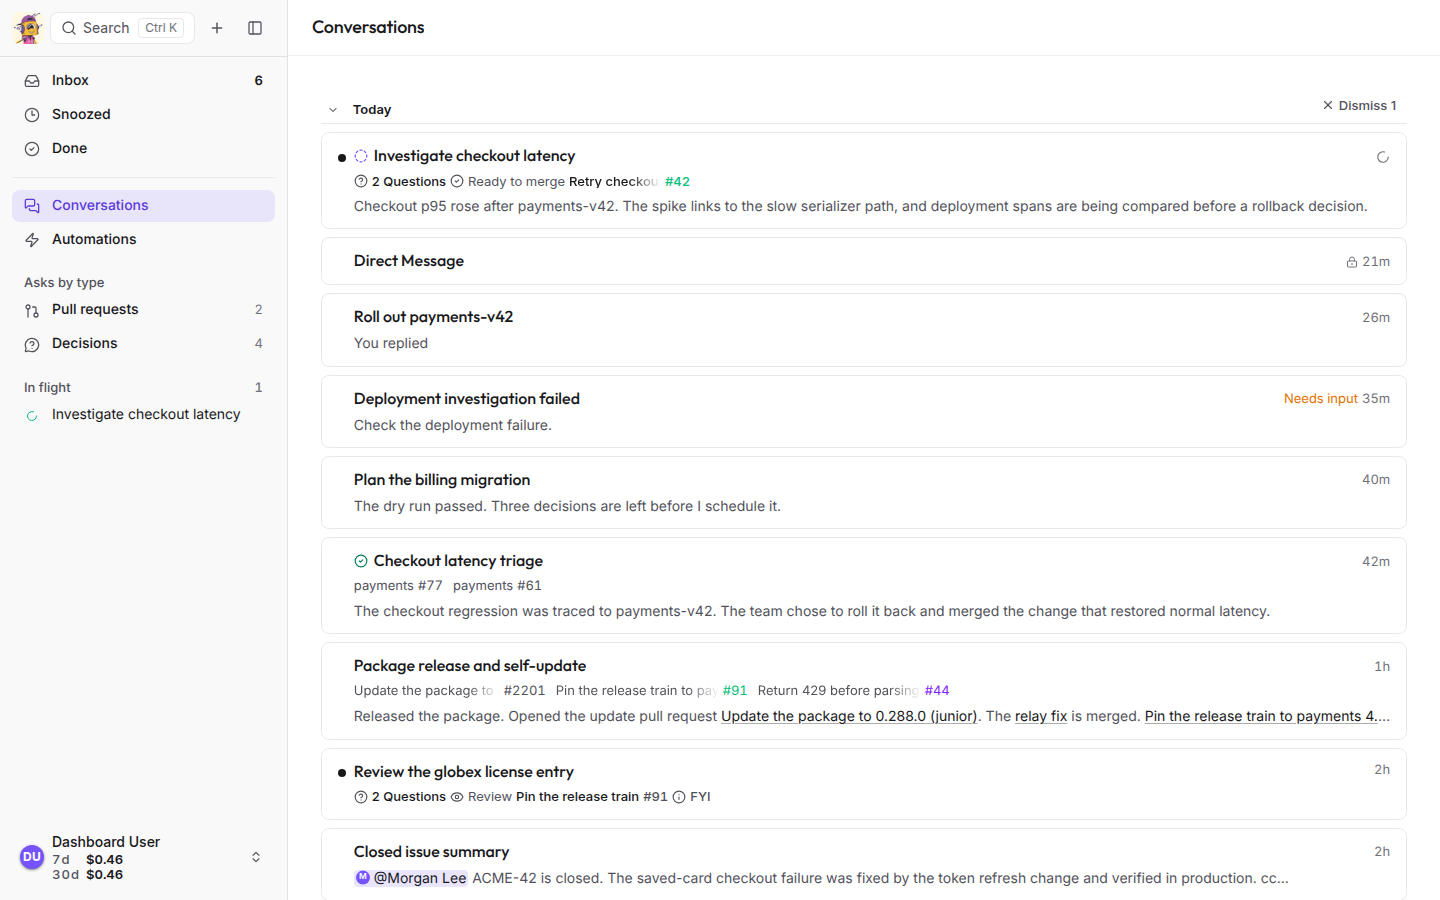 Search Ctrl K
Conversations
Inbox 6
Snoozed
Done
Conversations
Automations
Asks by type
Pull requests 2
Decisions 4
In flight 1
Investigate checkout latency
Dashboard User
DU
7d $0.46
30d $0.46
Today Dismiss 1
Investigate checkout latency
2 Questions Ready to merge Retry checkou #42
Checkout p95 rose after payments-v42. The spike links to the slow serializer path, and deployment spans are being compared before a rollback decision.
Direct Message 21m
Roll out payments-v42 26m
You replied
Deployment investigation failed Needs input 35m
Check the deployment failure.
Plan the billing migration 40m
The dry run passed. Three decisions are left before I schedule it.
Checkout latency triage 42m
payments #77 payments #61
The checkout regression was traced to payments-v42. The team chose to roll it back and merged the change that restored normal latency.
Package release and self-update 1h
Update the package to #2201 Pin the release train to pay #91 Return 429 before parsing #44
Released the package. Opened the update pull request Update the package to 0.288.0 (junior). The relay fix is merged. Pin the release train to payments 4....
Review the globex license entry 2h
2 Questions Review Pin the release train #91 FYI
Closed issue summary 2h
M @Morgan Lee ACME-42 is closed. The saved-card checkout failure was fixed by the token refresh change and verified in production. cc...